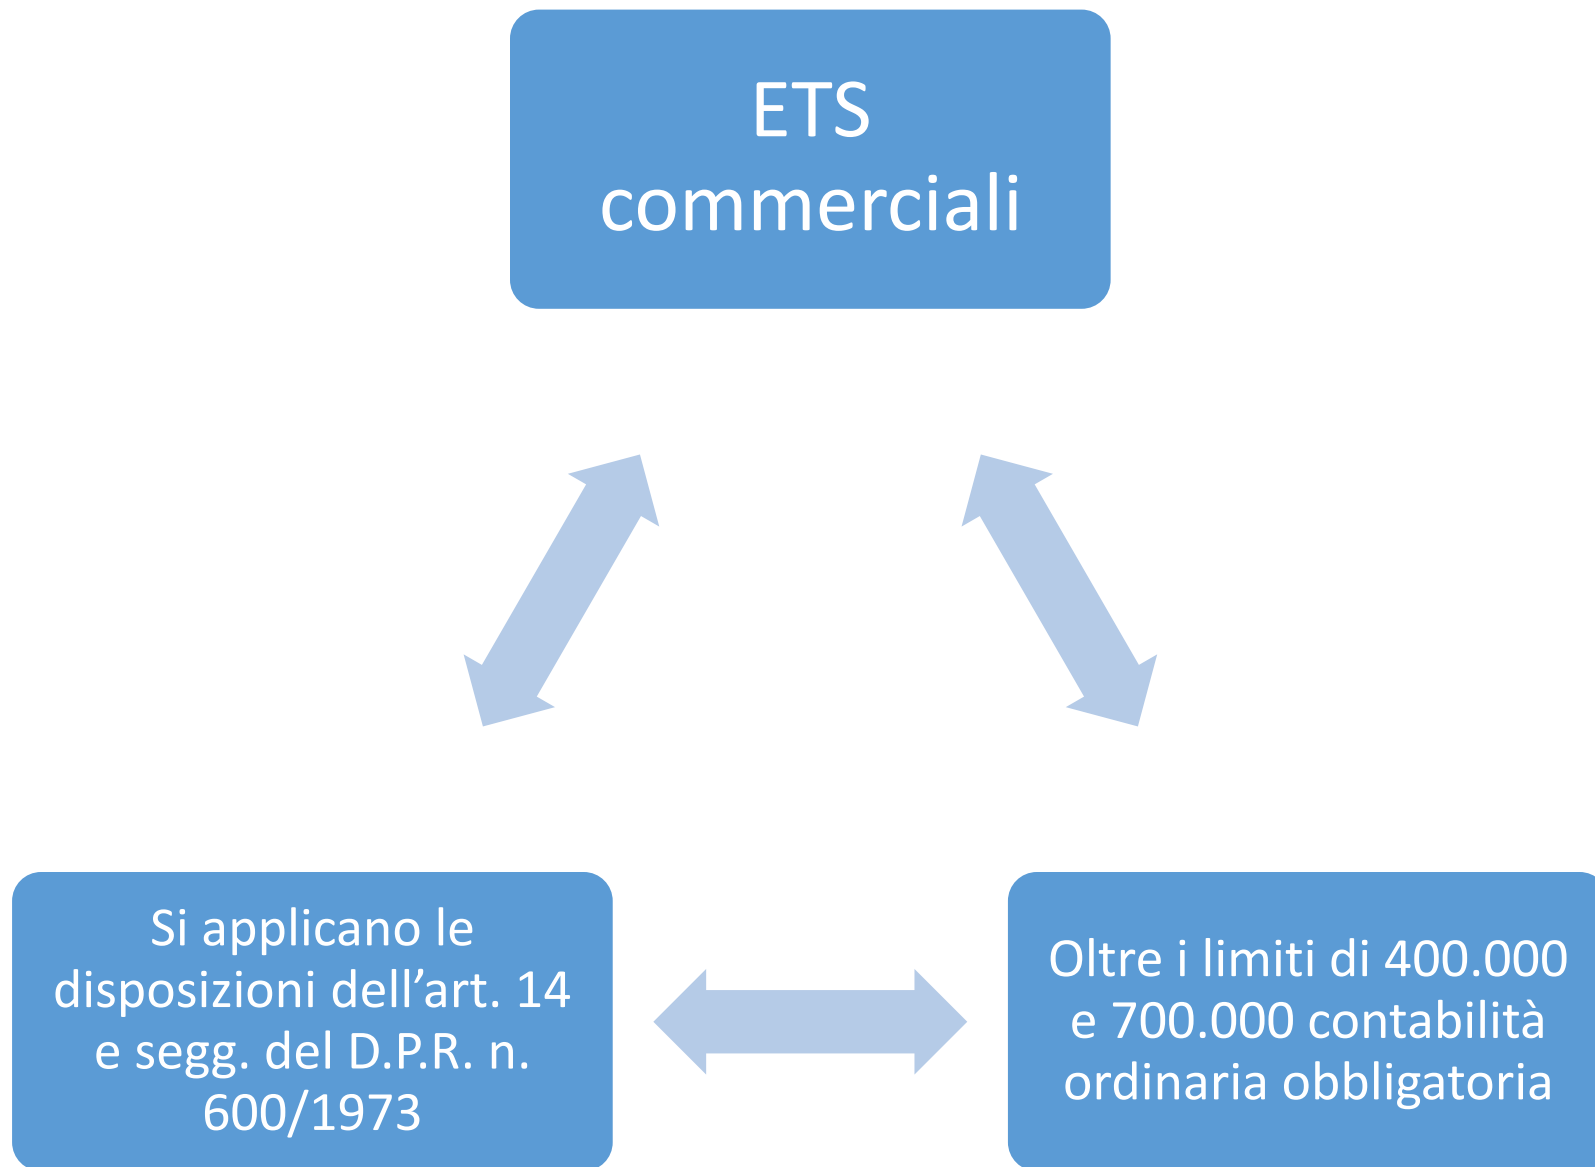 ETS
commerciali
Si applicano le
disposizioni dell’art. 14
e segg. del D.P.R. n.
600/1973
Oltre i limiti di 400.000
e 700.000 contabilità
ordinaria obbligatoria